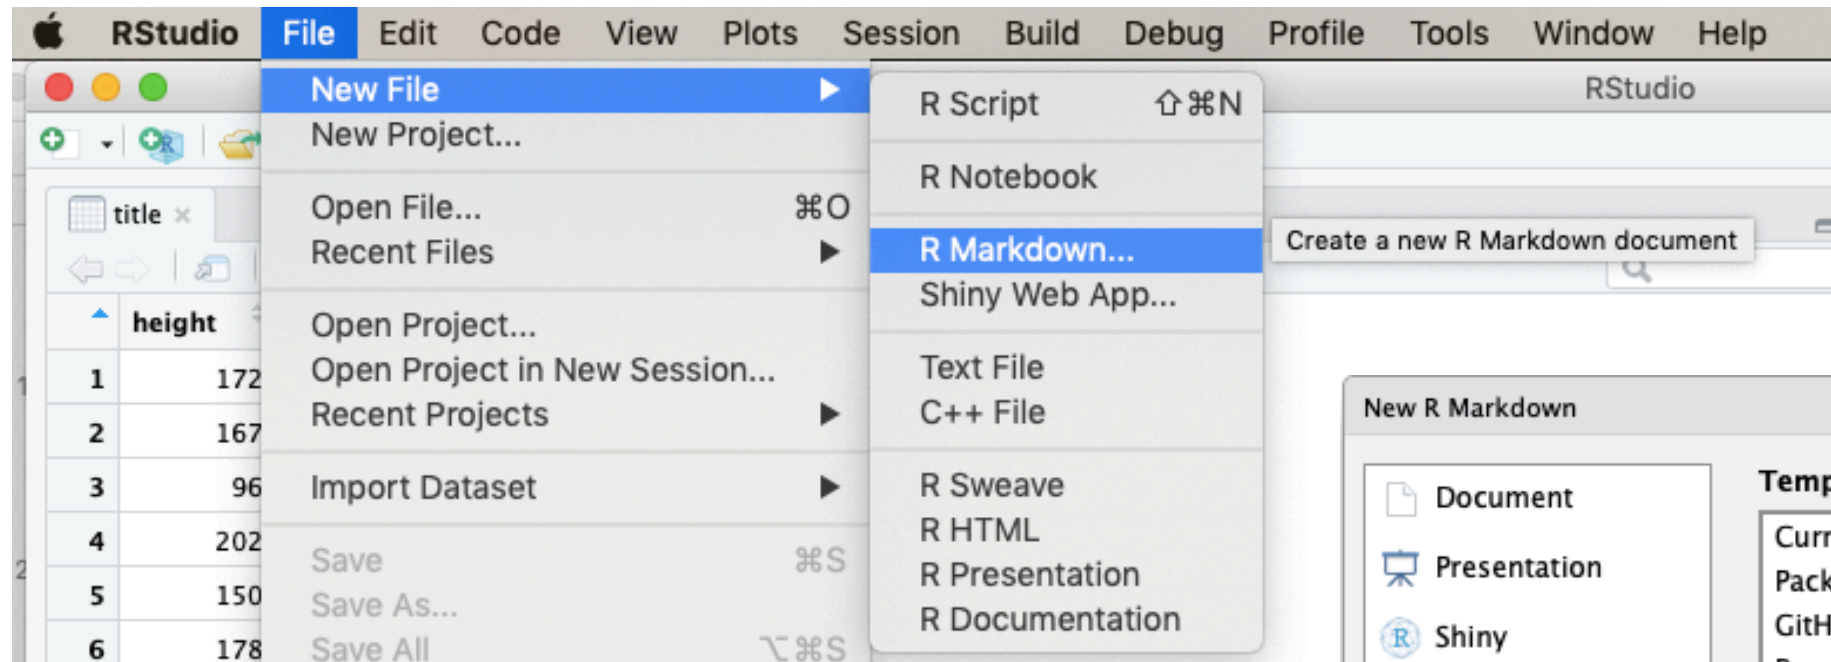 RStudio File Edit Code View Plots Session Build Debug Profile Tools Window Help
RStudio
New File ▶
New Project...
Open File... ⌘O
Recent Files ▶
Open Project...
Open Project in New Session...
Recent Projects ▶
Import Dataset ▶
Save ⌘S
Save As...
Save All ⌥⌘S
R Script ⇧⌘N
R Notebook
R Markdown...
Shiny Web App...
Text File
C++ File
R Sweave
R HTML
R Presentation
R Documentation
Create a new R Markdown document
title
height
1 172
2 167
3 96
4 202
5 150
6 178
New R Markdown
Document
Presentation
R Shiny